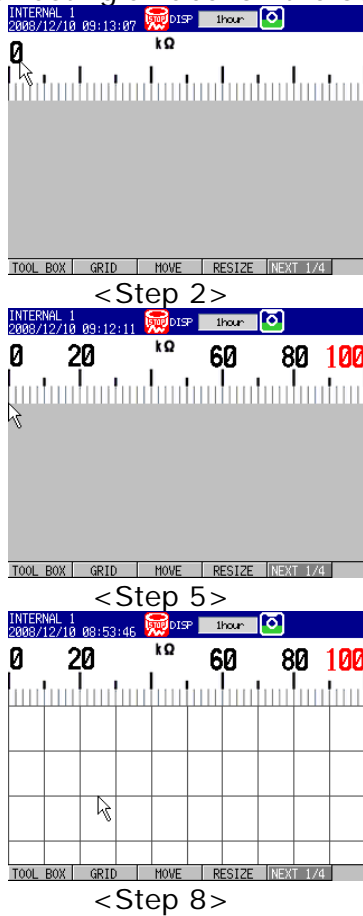 INTERNAL 1
2008/12/10 09:13:07 STOP DISP 1hour
kΩ
0
TOOL BOX GRID MOVE RESIZE NEXT 1/4
<Step 2>
INTERNAL 1
2008/12/10 09:12:11 STOP DISP 1hour
kΩ
0 20 60 80 100
TOOL BOX GRID MOVE RESIZE NEXT 1/4
<Step 5>
INTERNAL 1
2008/12/10 08:53:46 STOP DISP 1hour
kΩ
0 20 60 80 100
TOOL BOX GRID MOVE RESIZE NEXT 1/4
<Step 8>